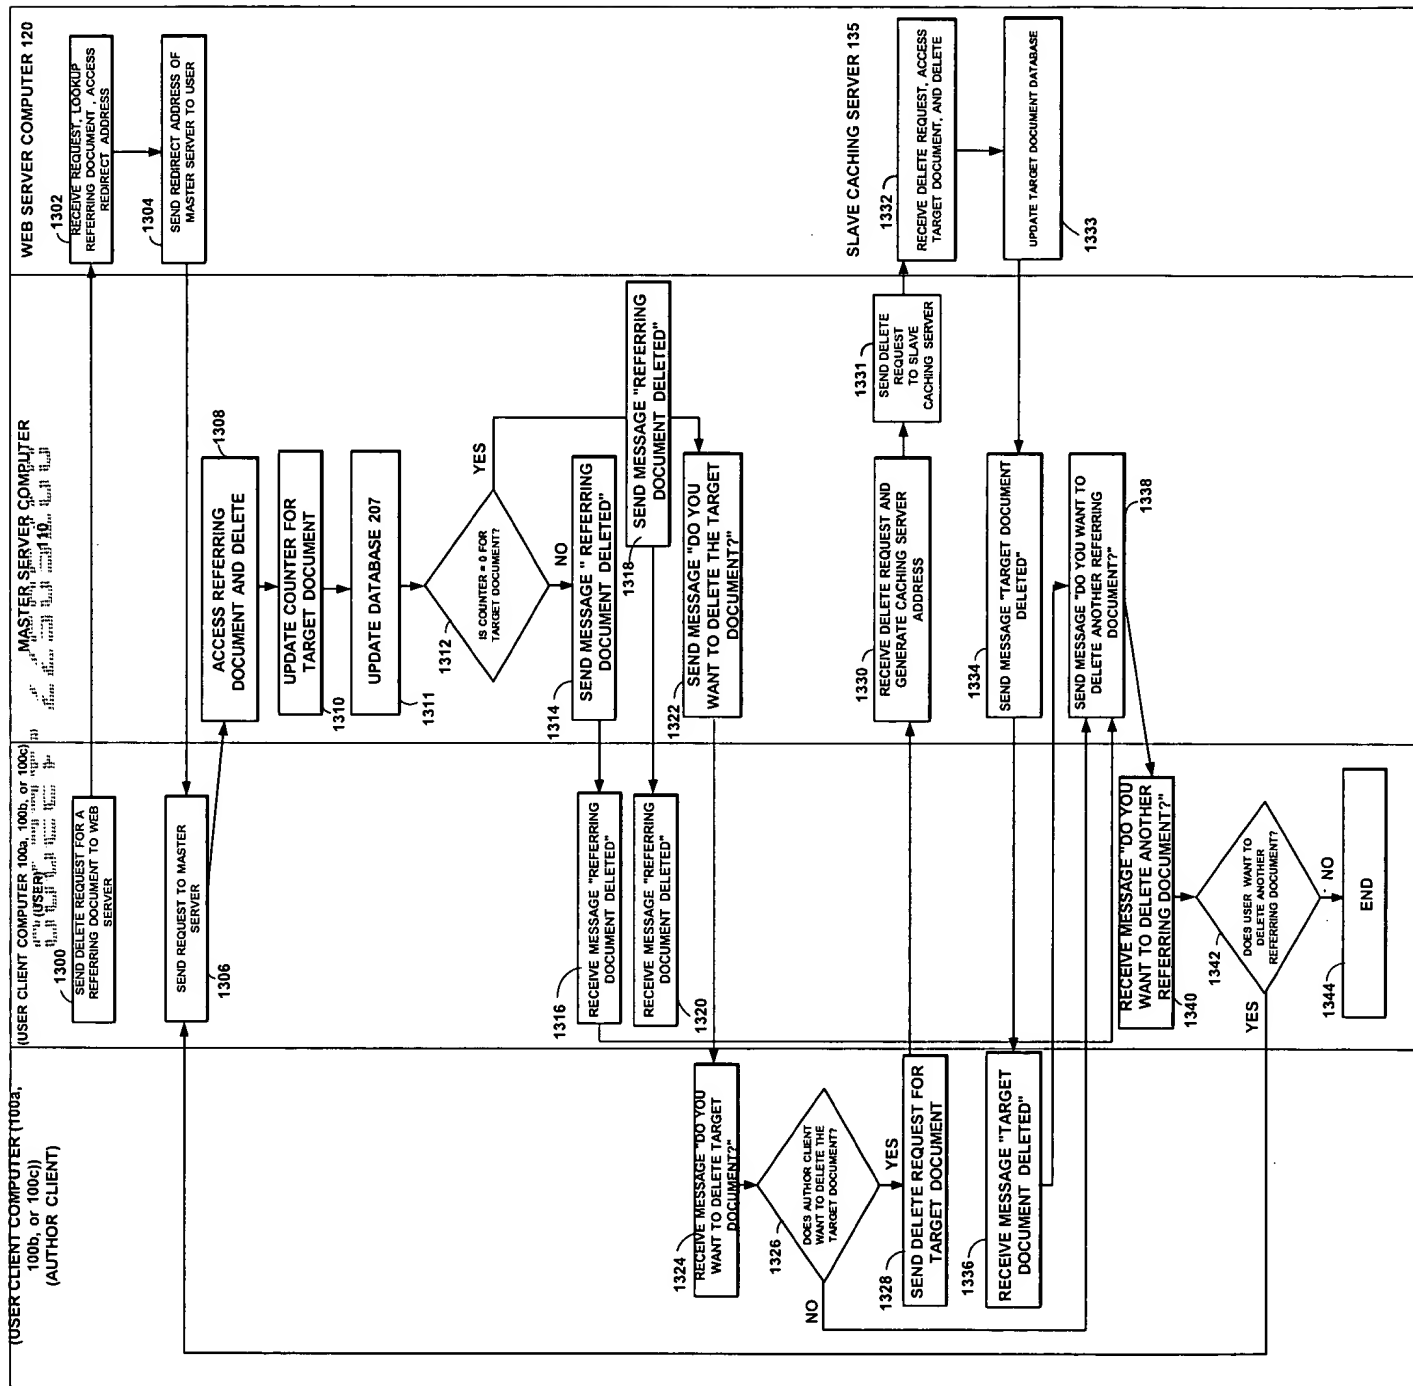 (USER CLIENT COMPUTER (100a,
100b, or 100c))
(AUTHOR CLIENT)
(USER CLIENT COMPUTER 100a, 100b, or 100c)
(USER)
MASTER SERVER COMPUTER
110
WEB SERVER COMPUTER 120
1300
SEND DELETE REQUEST FOR A
REFERRING DOCUMENT TO WEB
SERVER
1302
RECEIVE REQUEST, LOOKUP
REFERRING DOCUMENT , ACCESS
REDIRECT ADDRESS
1304
SEND REDIRECT ADDRESS OF
MASTER SERVER TO USER
SEND REQUEST TO MASTER
SERVER
1306
1308
ACCESS REFERRING
DOCUMENT AND DELETE
UPDATE COUNTER FOR
TARGET DOCUMENT
1310
UPDATE DATABASE 207
1311
IS COUNTER = 0 FOR
TARGET DOCUMENT?
1312
YES
NO
1314
SEND MESSAGE " REFERRING
DOCUMENT DELETED"
1316
RECEIVE MESSAGE "REFERRING
DOCUMENT DELETED"
1318
SEND MESSAGE "REFERRING
DOCUMENT DELETED"
RECEIVE MESSAGE "REFERRING
DOCUMENT DELETED"
1320
1322
SEND MESSAGE "DO YOU
WANT TO DELETE THE TARGET
DOCUMENT?"
1324
RECEIVE MESSAGE "DO YOU
WANT TO DELETE TARGET
DOCUMENT?"
1326
DOES AUTHOR CLIENT
WANT TO DELETE THE
TARGET DOCUMENT?
NO
YES
1328
SEND DELETE REQUEST FOR
TARGET DOCUMENT
1330
RECEIVE DELETE REQUEST AND
GENERATE CACHING SERVER
ADDRESS
1331
SEND DELETE
REQUEST
TO SLAVE
CACHING SERVER
SLAVE CACHING SERVER 135
1332
RECEIVE DELETE REQUEST, ACCESS
TARGET DOCUMENT, AND DELETE
UPDATE TARGET DOCUMENT DATABASE
1333
1334
SEND MESSAGE "TARGET DOCUMENT
DELETED"
1336
RECEIVE MESSAGE "TARGET
DOCUMENT DELETED"
SEND MESSAGE "DO YOU WANT TO
DELETE ANOTHER REFERRING
DOCUMENT?"
1338
RECEIVE MESSAGE "DO YOU
WANT TO DELETE ANOTHER
REFERRING DOCUMENT?"
1340
1342
DOES USER WANT TO
DELETE ANOTHER
REFERRING DOCUMENT?
YES
NO
1344
END